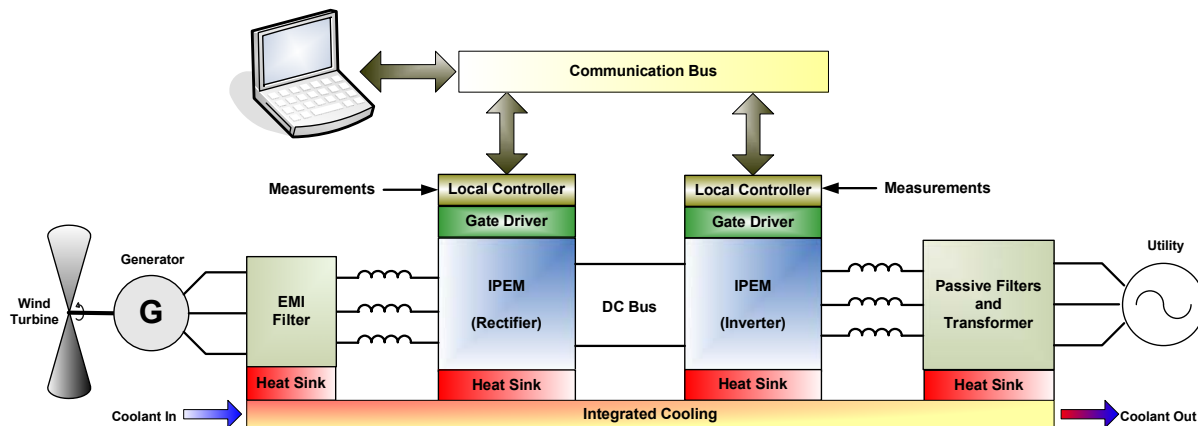 Communication Bus
Measurements
Local Controller
Local Controller
Measurements
Gate Driver
Gate Driver
Generator
Utility
Wind
Turbine
G
EMI
Filter
IPEM
(Rectifier)
DC Bus
IPEM
(Inverter)
Passive Filters
and
Transformer
Heat Sink
Heat Sink
Heat Sink
Heat Sink
Coolant In
Integrated Cooling
Coolant Out